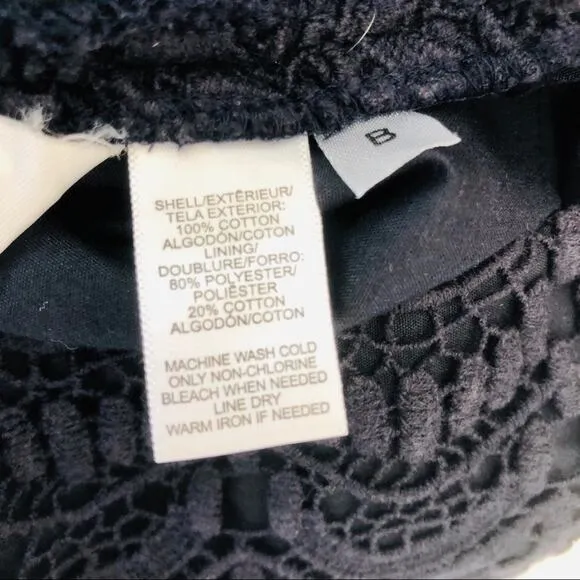 SHELL/EXTÉRIEUR/
TELA EXTERIOR:
100% COTTON
ALGODÓN/COTON
LINING/
DOUBLURE/FORRO:
80% POLYESTER/
POLIÉSTER
20% COTTON
ALGODÓN/COTON
MACHINE WASH COLD
ONLY NON-CHLORINE
BLEACH WHEN NEEDED
LINE DRY
WARM IRON IF NEEDED
B